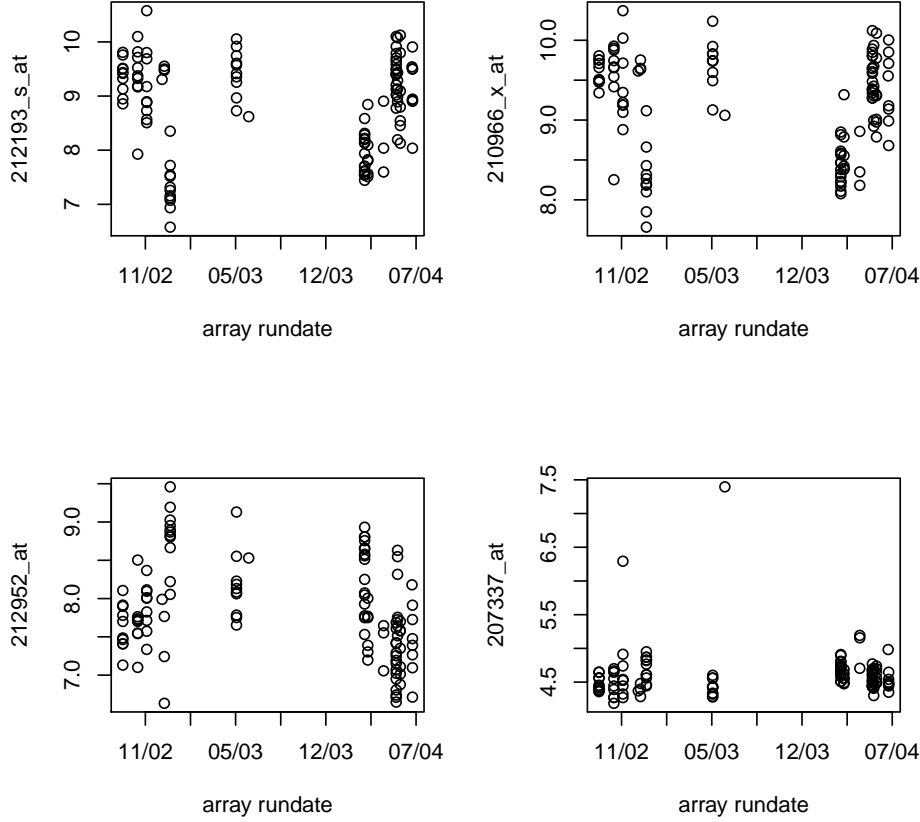 212193_s_at
10
9
8
7
11/02 05/03 12/03 07/04
array rundate
210966_x_at
10.0
9.0
8.0
11/02 05/03 12/03 07/04
array rundate
212952_at
9.0
8.0
7.0
11/02 05/03 12/03 07/04
array rundate
207337_at
7.5
6.5
5.5
4.5
11/02 05/03 12/03 07/04
array rundate